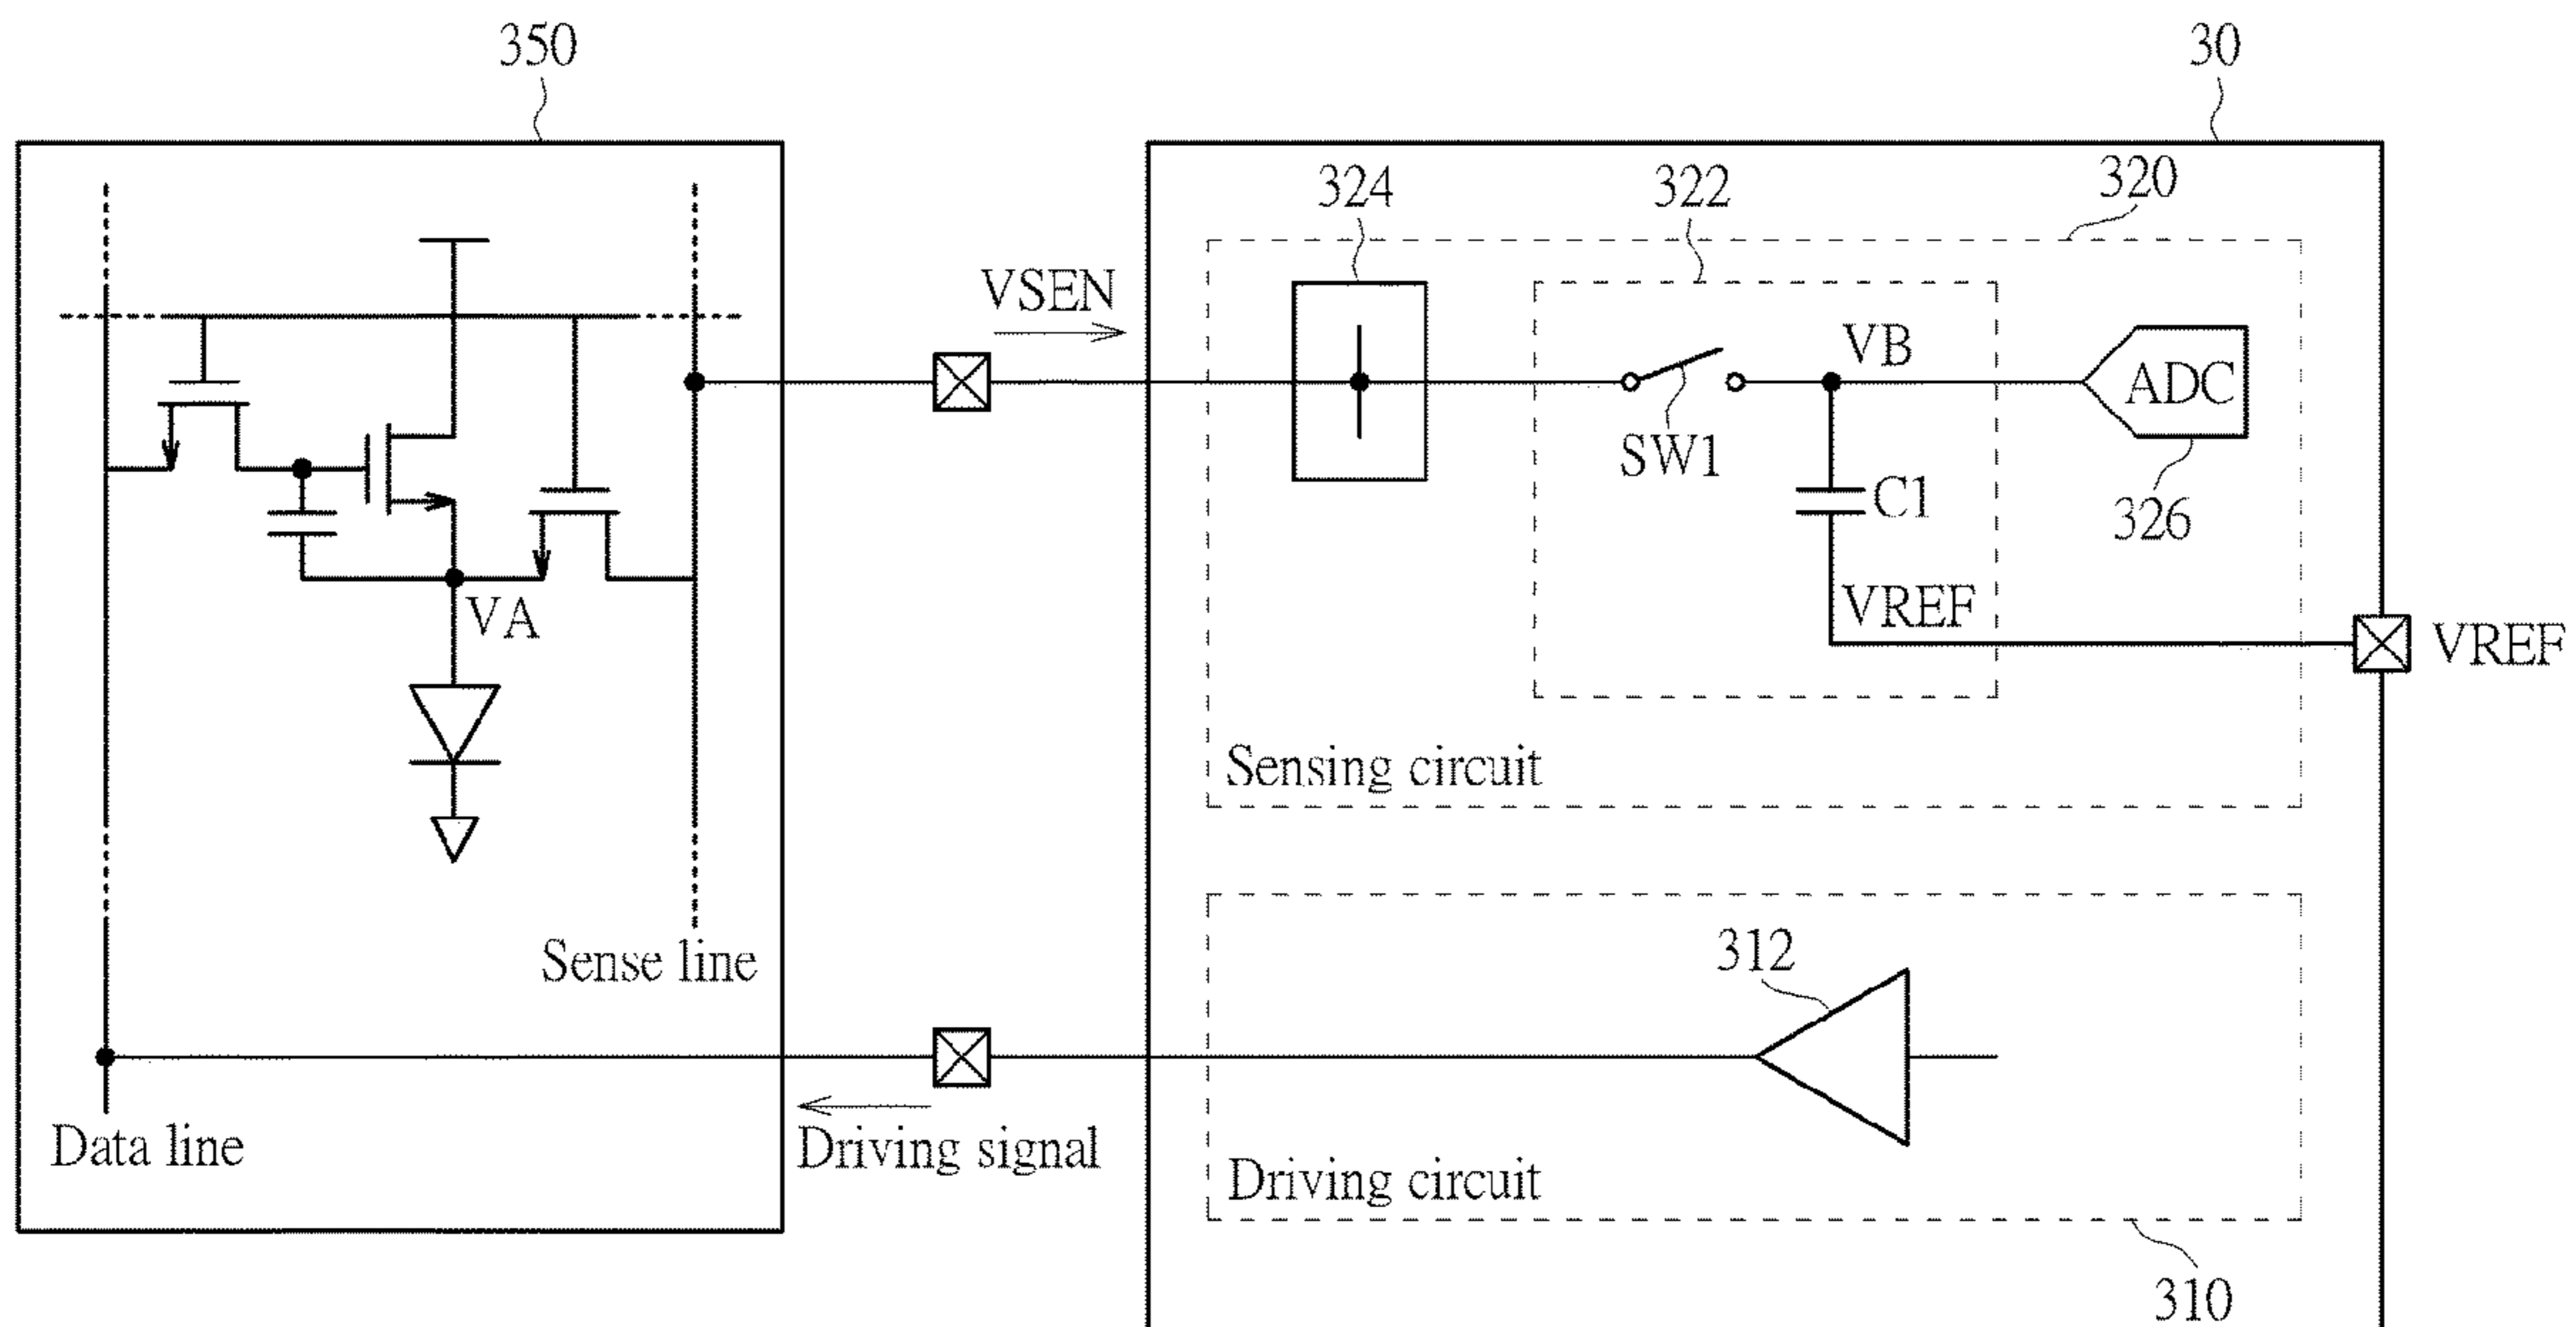 350
30
324
322
320
VSEN
VB
ADC
SW1
C1
326
VA
VREF
VREF
Sensing circuit
312
Sense line
Data line
Driving signal
Driving circuit
310